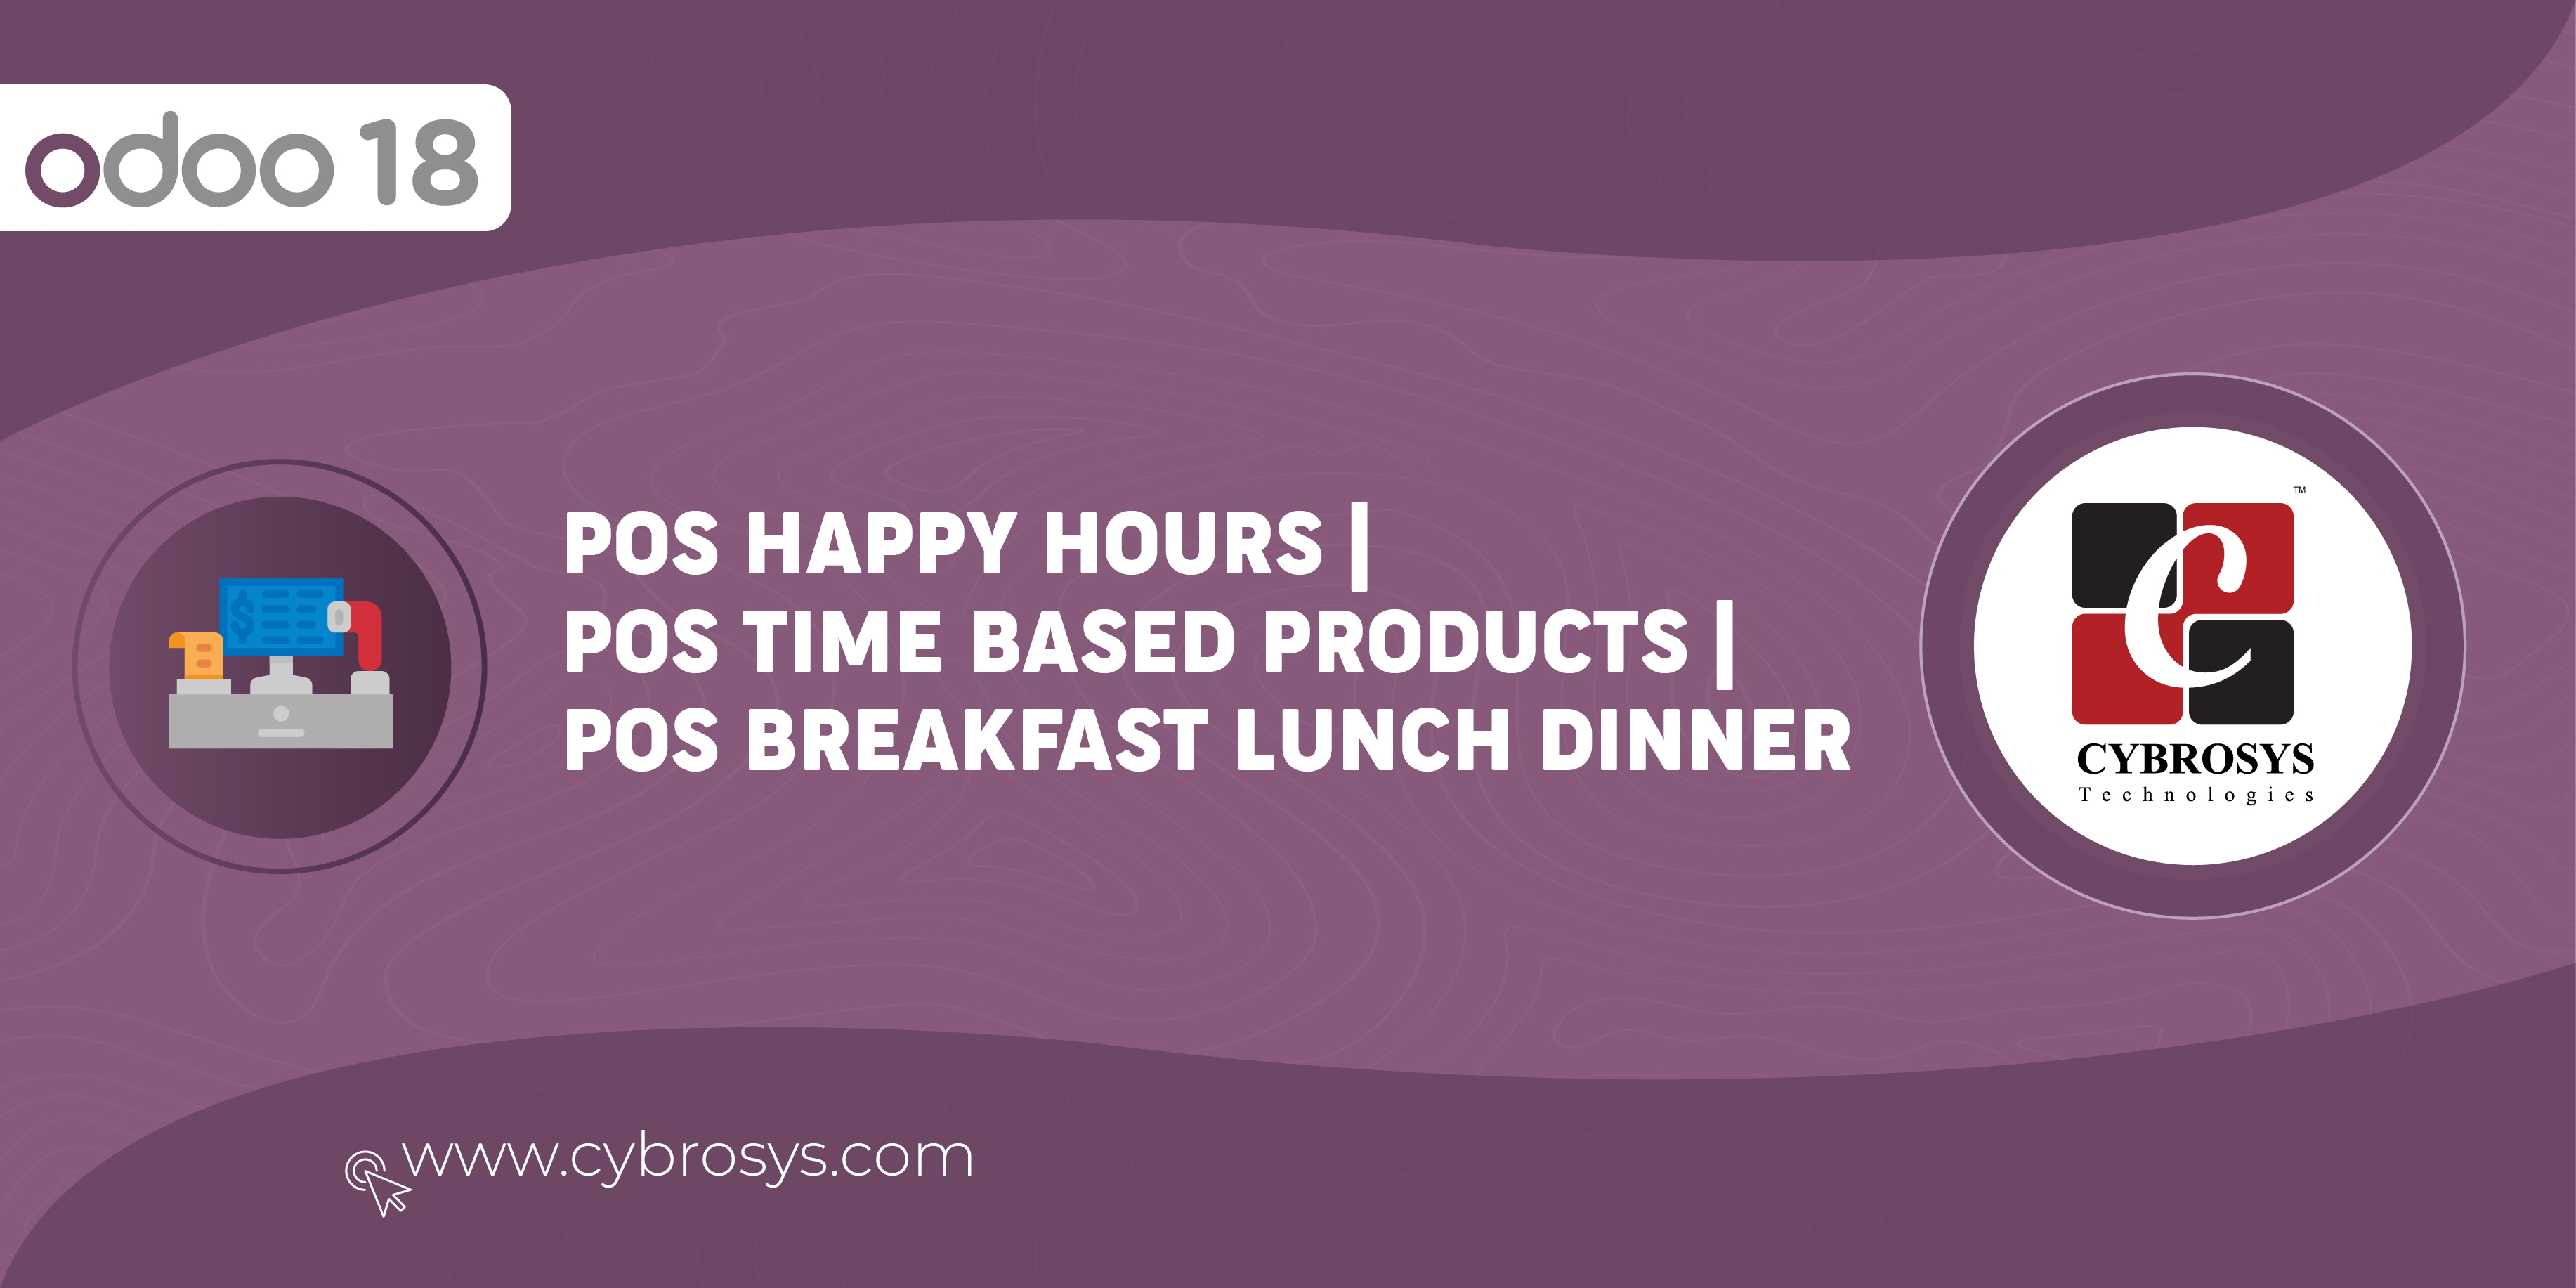 odoo 18
POS HAPPY HOURS |
POS TIME BASED PRODUCTS |
POS BREAKFAST LUNCH DINNER
C
TM
CYBROSYS
Technologies
$
www.cybrosys.com